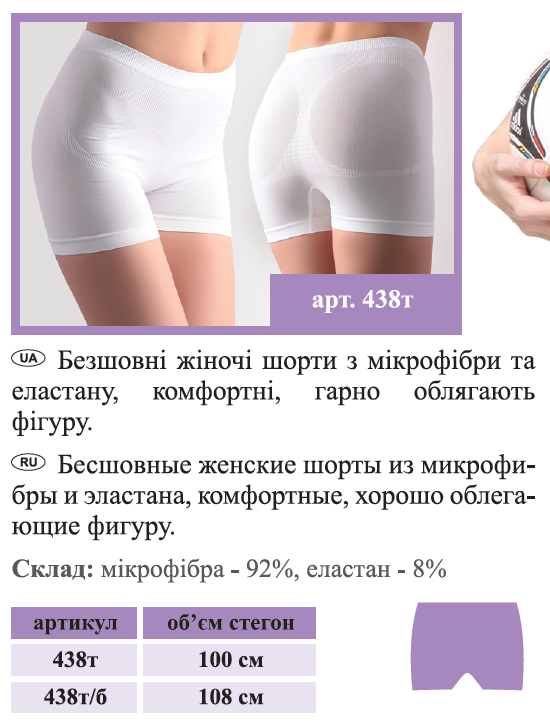 арт. 438т
UA Безшовні жіночі шорти з мікрофібри та
еластану, комфортні, гарно облягають
фігуру.
RU Бесшовные женские шорты из микрофи-
бры и эластана, комфортные, хорошо облега-
ющие фигуру.
Склад: мікрофібра - 92%, еластан - 8%
артикул об’єм стегон
438т 100 см
438т/б 108 см